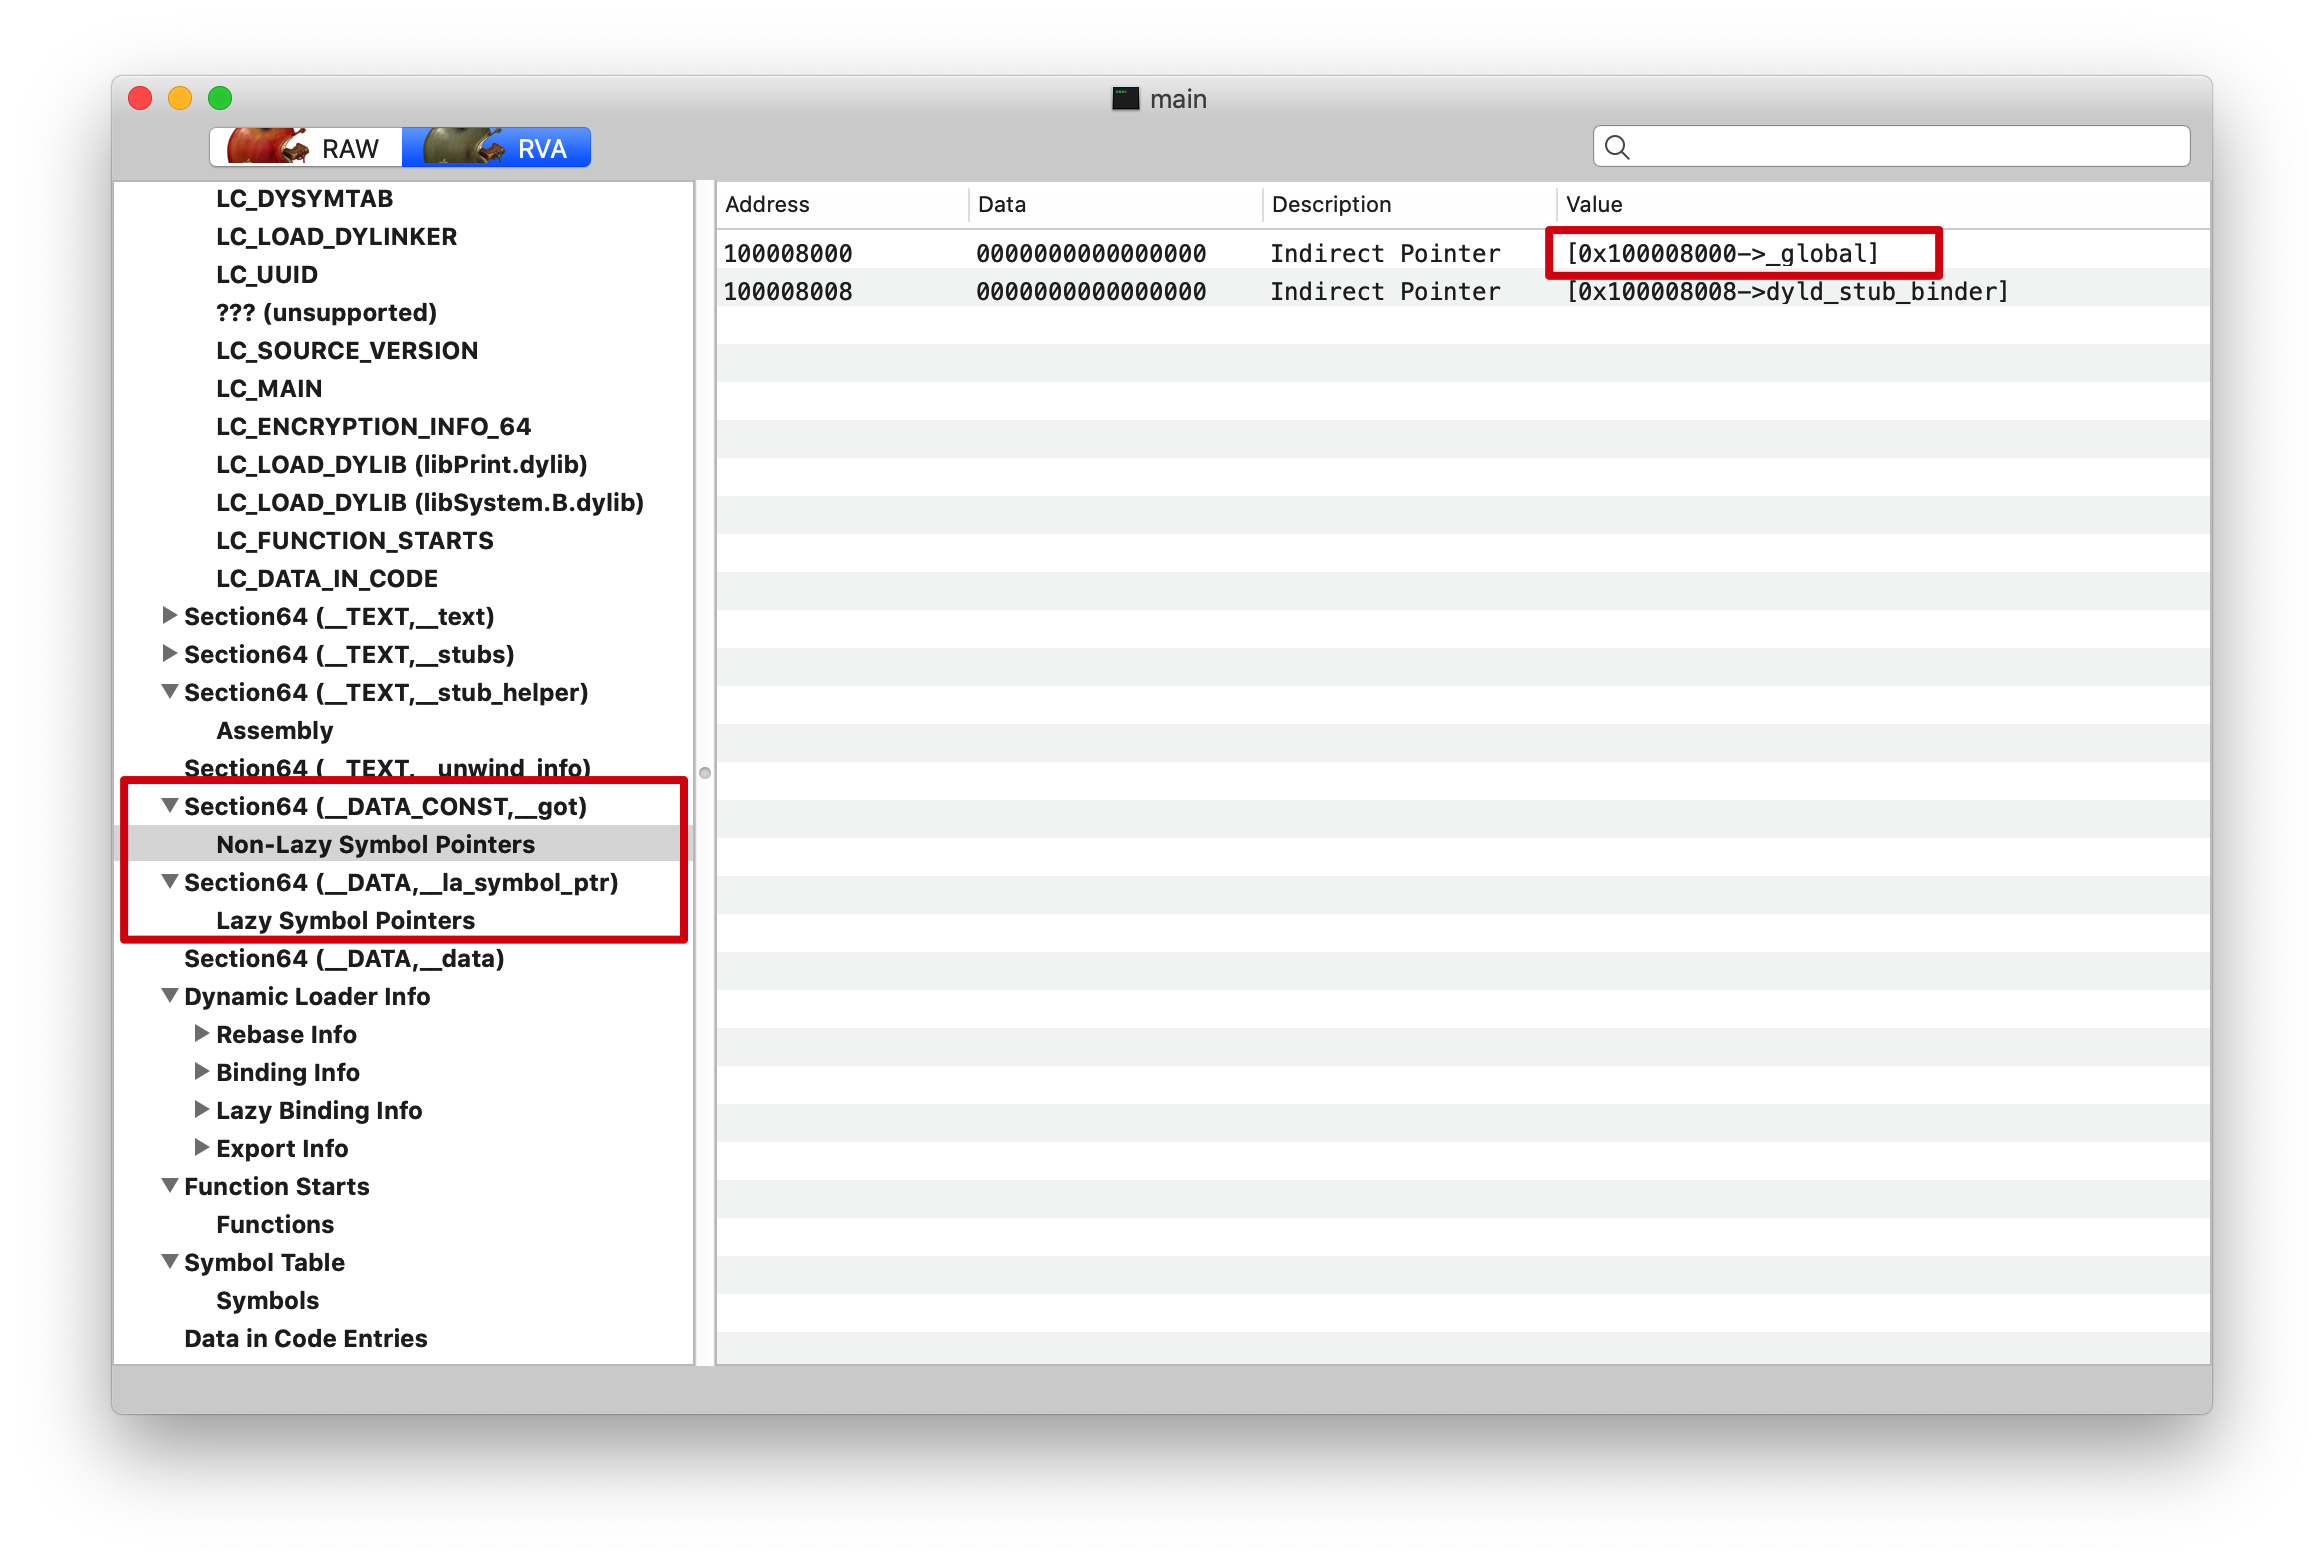 main
RAW
RVA
LC_DYSYMTAB
LC_LOAD_DYLINKER
LC_UUID
??? (unsupported)
LC_SOURCE_VERSION
LC_MAIN
LC_ENCRYPTION_INFO_64
LC_LOAD_DYLIB (libPrint.dylib)
LC_LOAD_DYLIB (libSystem.B.dylib)
LC_FUNCTION_STARTS
LC_DATA_IN_CODE
Section64 (__TEXT,__text)
Section64 (__TEXT,__stubs)
Section64 (__TEXT,__stub_helper)
Assembly
Section64 (__TEXT,__unwind_info)
Section64 (__DATA_CONST,__got)
Non-Lazy Symbol Pointers
Section64 (__DATA,__la_symbol_ptr)
Lazy Symbol Pointers
Section64 (__DATA,__data)
Dynamic Loader Info
Rebase Info
Binding Info
Lazy Binding Info
Export Info
Function Starts
Functions
Symbol Table
Symbols
Data in Code Entries
Address Data Description Value
100008000 0000000000000000 Indirect Pointer [0x100008000->_global]
100008008 0000000000000000 Indirect Pointer [0x100008008->dyld_stub_binder]